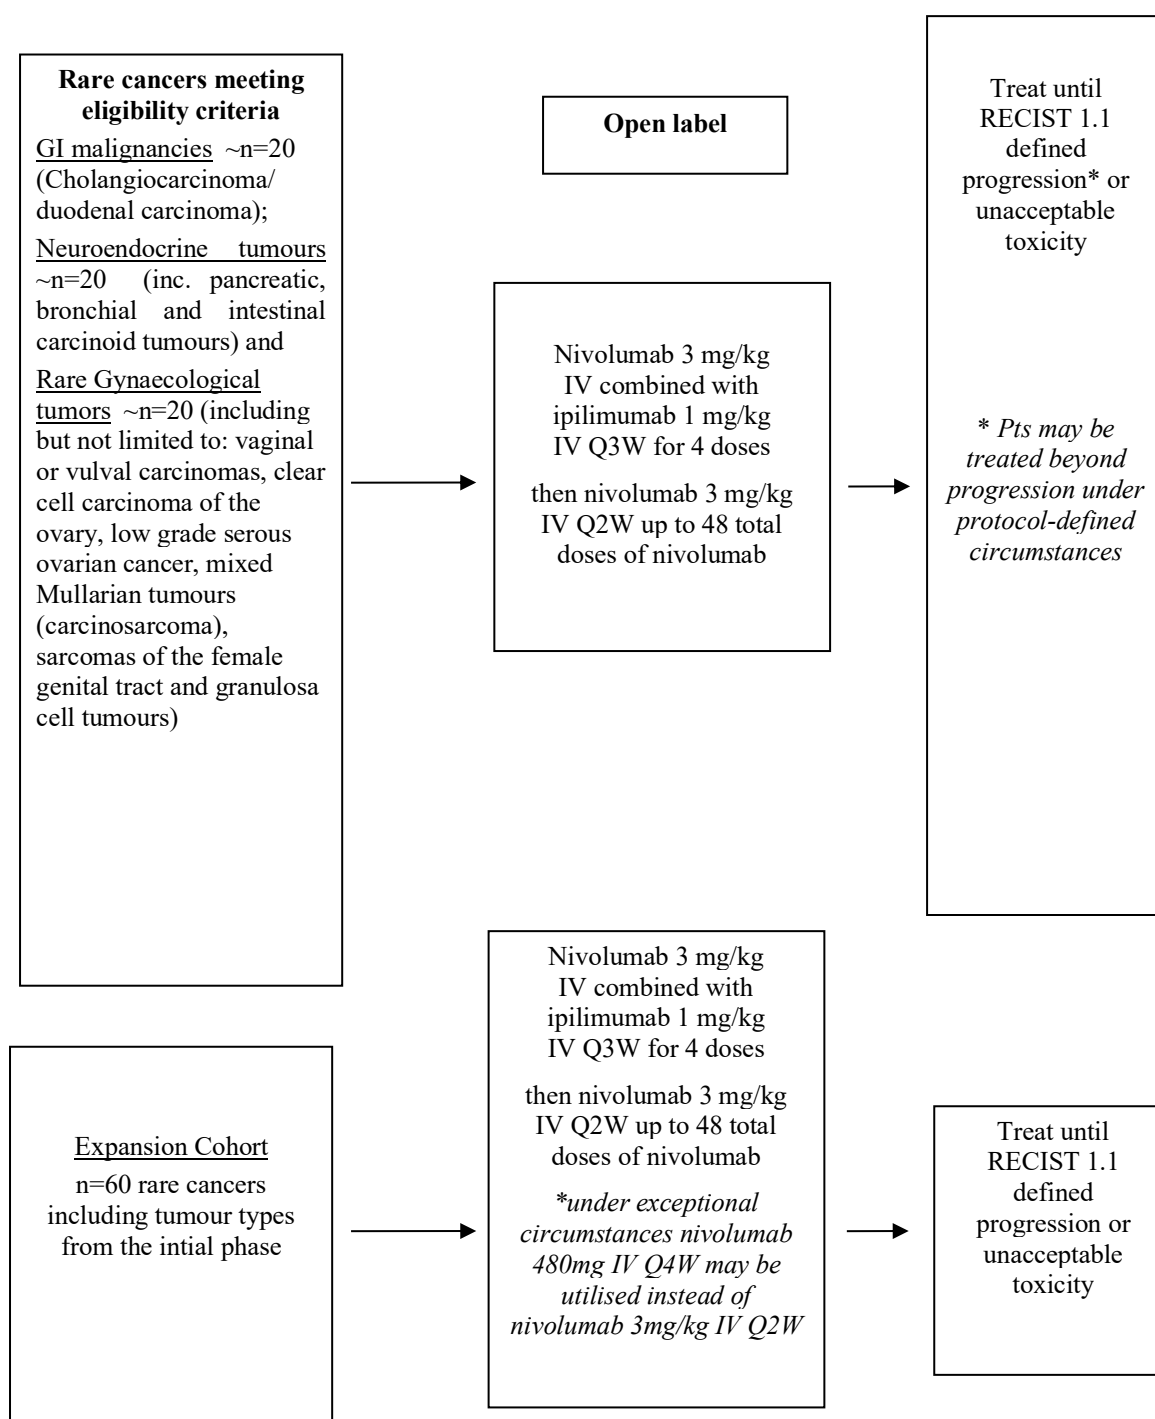 Rare cancers meeting
eligibility criteria
GI malignancies ~n=20
(Cholangiocarcinoma/
duodenal carcinoma);
Neuroendocrine tumours
~n=20 (inc. pancreatic,
bronchial and intestinal
carcinoid tumours) and
Rare Gynaecological
tumors ~n=20 (including
but not limited to: vaginal
or vulval carcinomas, clear
cell carcinoma of the
ovary, low grade serous
ovarian cancer, mixed
Mullarian tumours
(carcinosarcoma),
sarcomas of the female
genital tract and granulosa
cell tumours)
Open label
Nivolumab 3 mg/kg
IV combined with
ipilimumab 1 mg/kg
IV Q3W for 4 doses
then nivolumab 3 mg/kg
IV Q2W up to 48 total
doses of nivolumab
Treat until
RECIST 1.1
defined
progression* or
unacceptable
toxicity
* Pts may be
treated beyond
progression under
protocol-defined
circumstances
Expansion Cohort
n=60 rare cancers
including tumour types
from the intial phase
Nivolumab 3 mg/kg
IV combined with
ipilimumab 1 mg/kg
IV Q3W for 4 doses
then nivolumab 3 mg/kg
IV Q2W up to 48 total
doses of nivolumab
*under exceptional
circumstances nivolumab
480mg IV Q4W may be
utilised instead of
nivolumab 3mg/kg IV Q2W
Treat until
RECIST 1.1
defined
progression or
unacceptable
toxicity